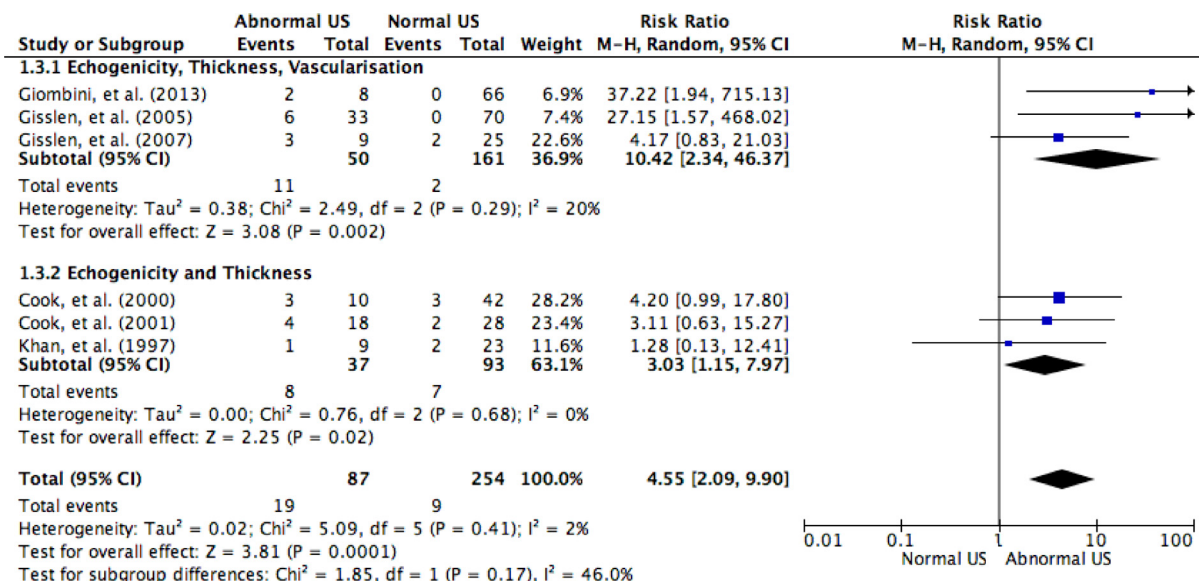 Abnormal US Normal US Risk Ratio Risk Ratio
Study or Subgroup Events Total Events Total Weight M-H, Random, 95% CI M-H, Random, 95% CI
1.3.1 Echogenicity, Thickness, Vascularisation
Giombini, et al. (2013) 2 8 0 66 6.9% 37.22 [1.94, 715.13]
Gisslen, et al. (2005) 6 33 0 70 7.4% 27.15 [1.57, 468.02]
Gisslen, et al. (2007) 3 9 2 25 22.6% 4.17 [0.83, 21.03]
Subtotal (95% CI) 50 161 36.9% 10.42 [2.34, 46.37]
Total events 11 2
Heterogeneity: Tau² = 0.38; Chi² = 2.49, df = 2 (P = 0.29); I² = 20%
Test for overall effect: Z = 3.08 (P = 0.002)
1.3.2 Echogenicity and Thickness
Cook, et al. (2000) 3 10 3 42 28.2% 4.20 [0.99, 17.80]
Cook, et al. (2001) 4 18 2 28 23.4% 3.11 [0.63, 15.27]
Khan, et al. (1997) 1 9 2 23 11.6% 1.28 [0.13, 12.41]
Subtotal (95% CI) 37 93 63.1% 3.03 [1.15, 7.97]
Total events 8 7
Heterogeneity: Tau² = 0.00; Chi² = 0.76, df = 2 (P = 0.68); I² = 0%
Test for overall effect: Z = 2.25 (P = 0.02)
Total (95% CI) 87 254 100.0% 4.55 [2.09, 9.90]
Total events 19 9
Heterogeneity: Tau² = 0.02; Chi² = 5.09, df = 5 (P = 0.41); I² = 2%
Test for overall effect: Z = 3.81 (P = 0.0001)
Test for subgroup differences: Chi² = 1.85, df = 1 (P = 0.17), I² = 46.0%
0.01 0.1 1 10 100
Normal US Abnormal US